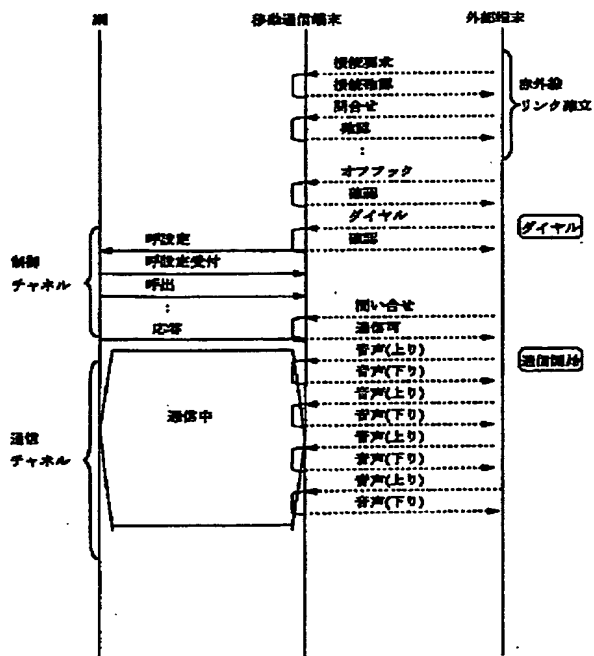 網 移動通信端末 外部端末
接続要求
接続確認
問合せ
確認
:
赤外線
リンク確立
オフフック
確認
ダイヤル
確認
ダイヤル
呼設定
呼設定受付
呼出
:
応答
制御
チャネル
問い合せ
通信可
音声(上り)
音声(下り)
音声(上り)
音声(下り)
音声(上り)
音声(下り)
音声(上り)
音声(下り)
通信開始
通信中
通信
チャネル